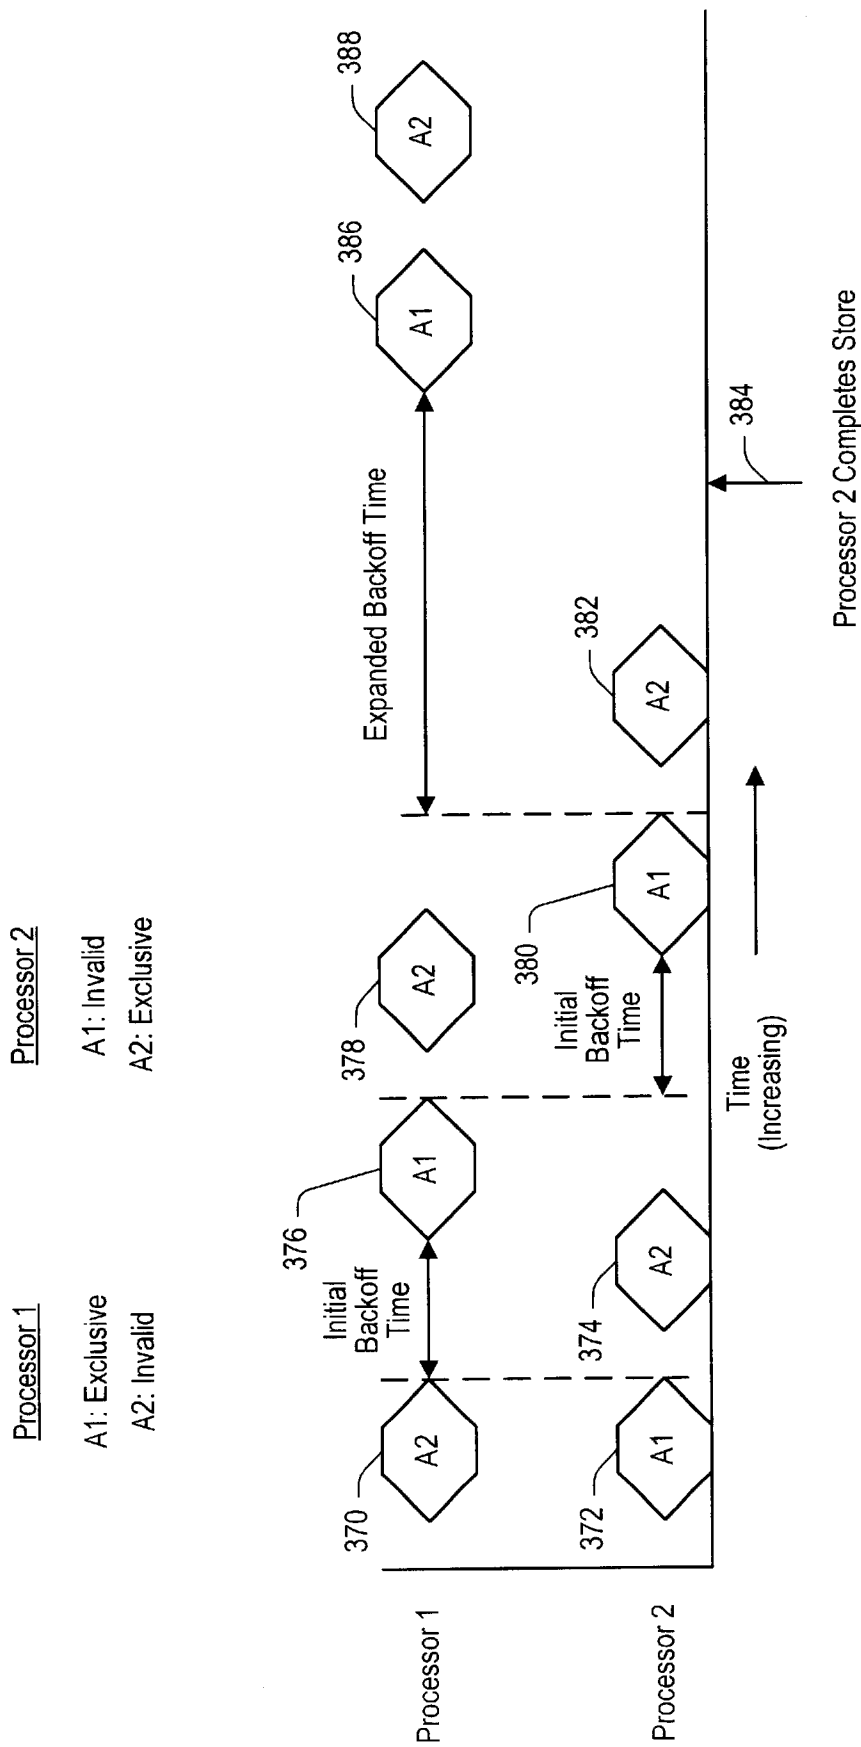 Processor 1
A1: Exclusive
A2: Invalid
Processor 2
A1: Invalid
A2: Exclusive
Processor 1
370
A2
Initial
Backoff
Time
376
A1
378
A2
Expanded Backoff Time
386
A1
388
A2
Processor 2
372
A1
374
A2
Initial
Backoff
Time
380
A1
382
A2
Time
(Increasing)
384
Processor 2 Completes Store